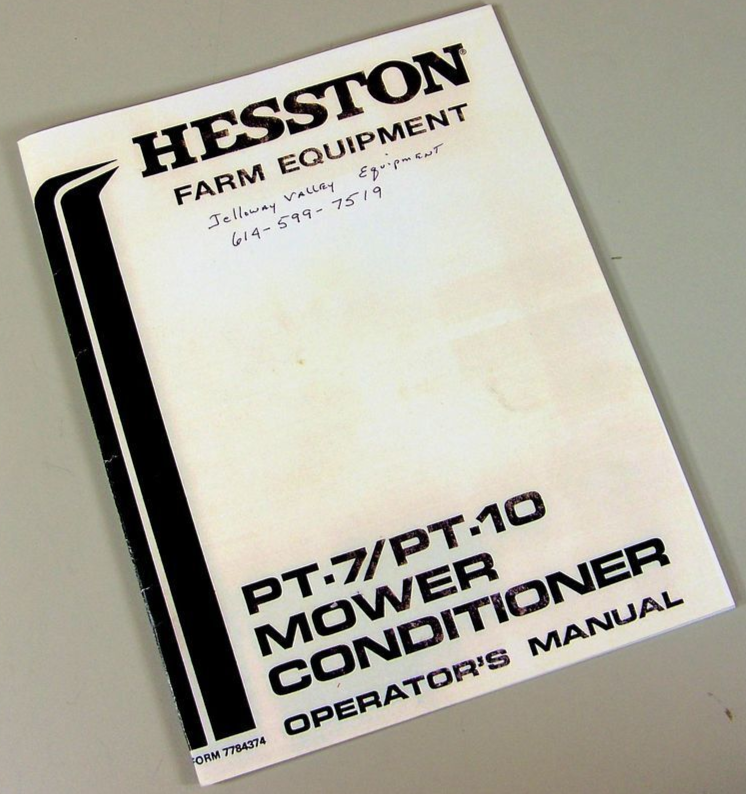 HESSTON®
FARM EQUIPMENT
Jelloway Valley Equipment
614-599-7519
PT-7/PT-10
MOWER
CONDITIONER
OPERATOR'S MANUAL
FORM 7784374